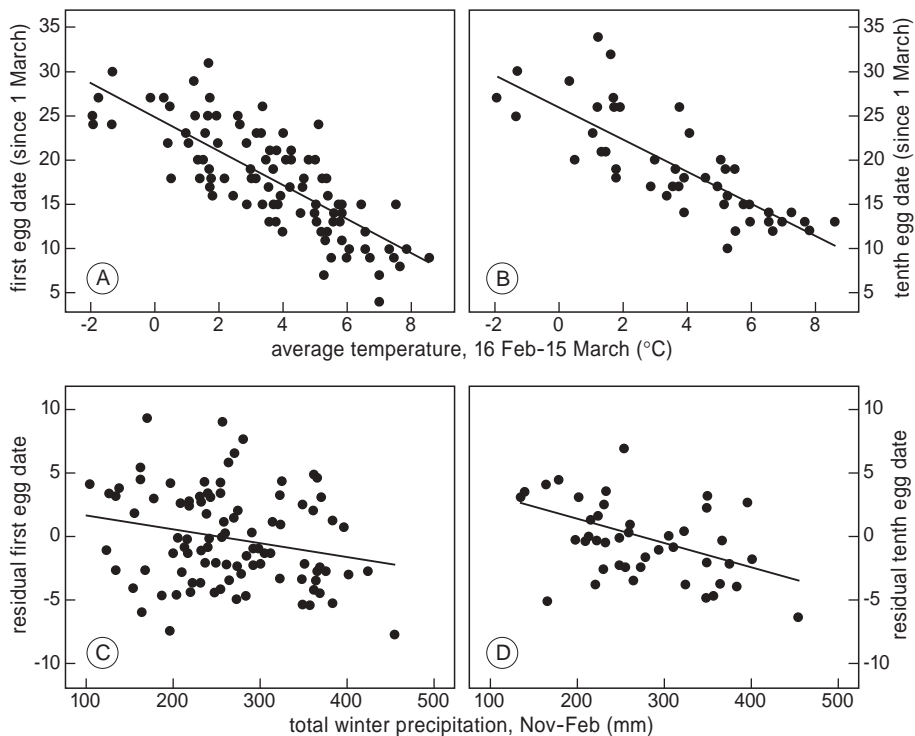 35
30
25
20
15
10
5
first egg date (since 1 March)
A
-2 0 2 4 6 8
B
-2 0 2 4 6 8
35
30
25
20
15
10
5
tenth egg date (since 1 March)
average temperature, 16 Feb-15 March (°C)
10
5
0
-5
-10
residual first egg date
C
100 200 300 400 500
D
100 200 300 400 500
10
5
0
-5
-10
residual tenth egg date
total winter precipitation, Nov-Feb (mm)